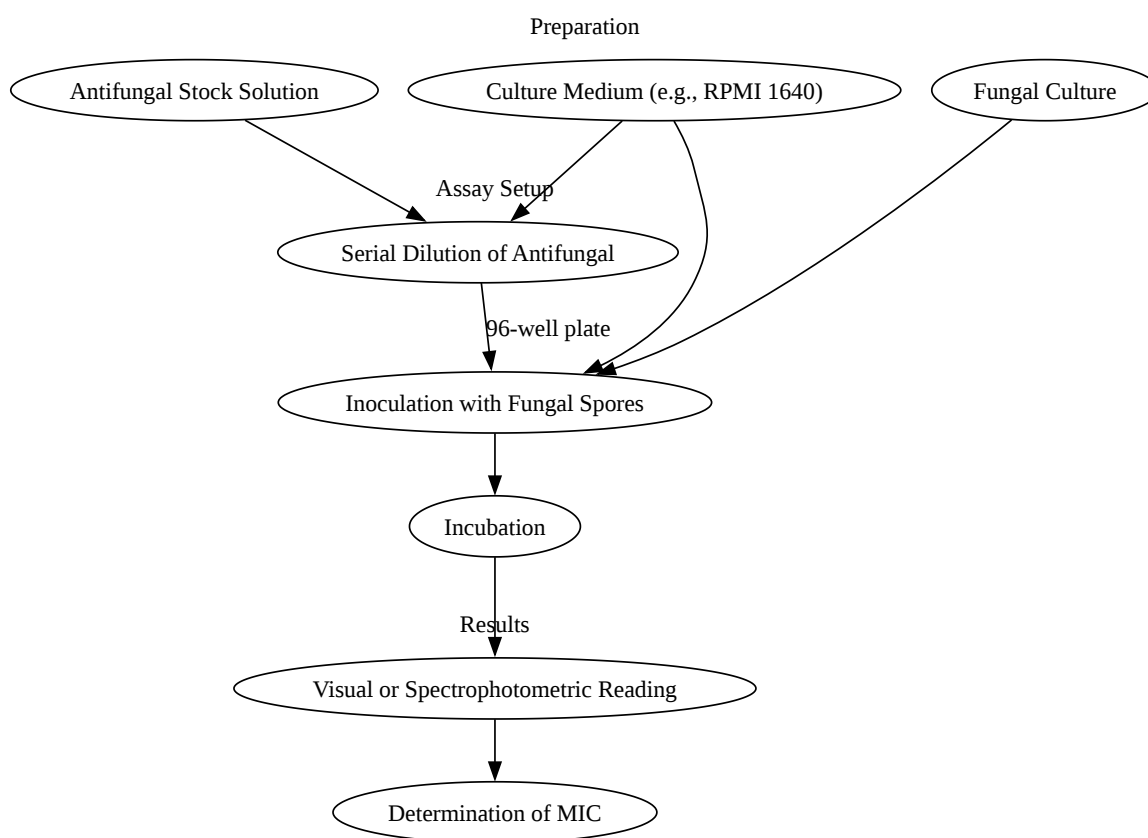 Preparation
Antifungal Stock Solution
Culture Medium (e.g., RPMI 1640)
Fungal Culture
Assay Setup
Serial Dilution of Antifungal
96-well plate
Inoculation with Fungal Spores
Incubation
Results
Visual or Spectrophotometric Reading
Determination of MIC